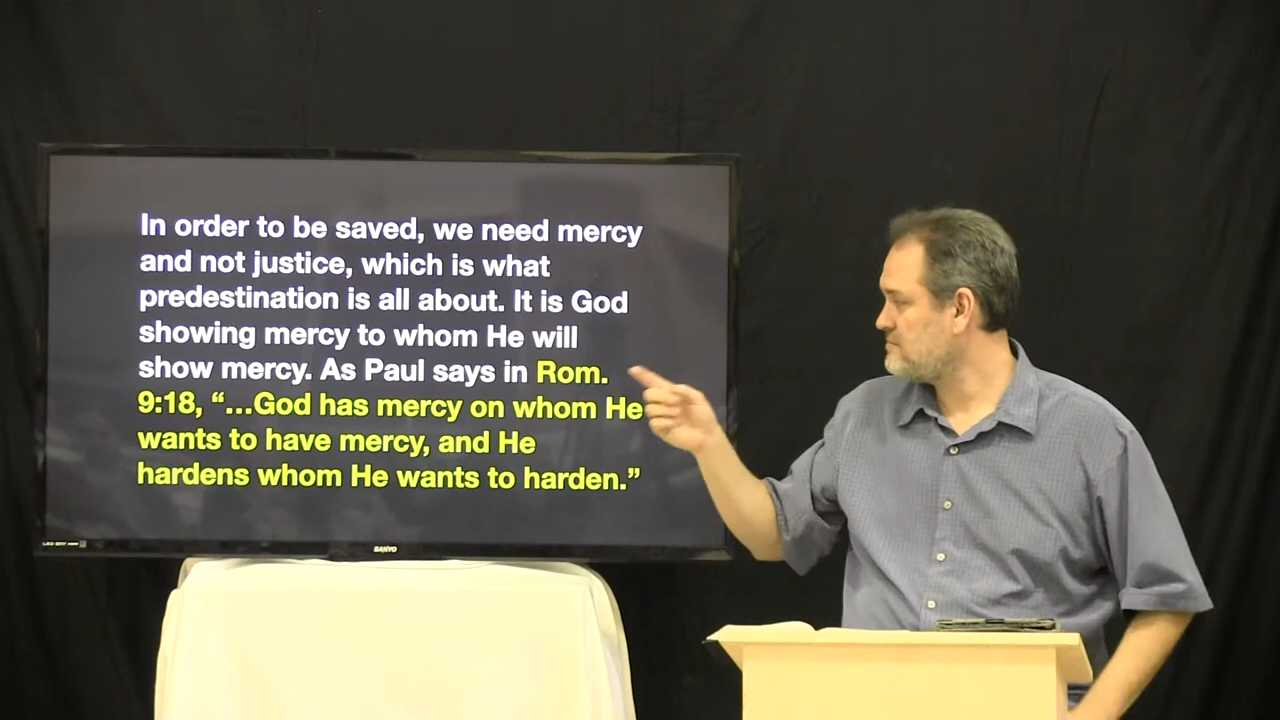 In order to be saved, we need mercy
and not justice, which is what
predestination is all about. It is God
showing mercy to whom He will
show mercy. As Paul says in Rom.
9:18, “...God has mercy on whom He
wants to have mercy, and He
hardens whom He wants to harden.”
SANYO